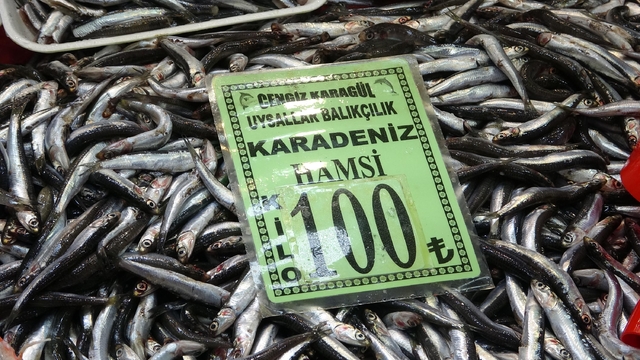 CENGİZ KARAGÜL
UYSALLAR BALIKÇILIK
KARADENİZ
HAMSİ
KİLO 100 ₺